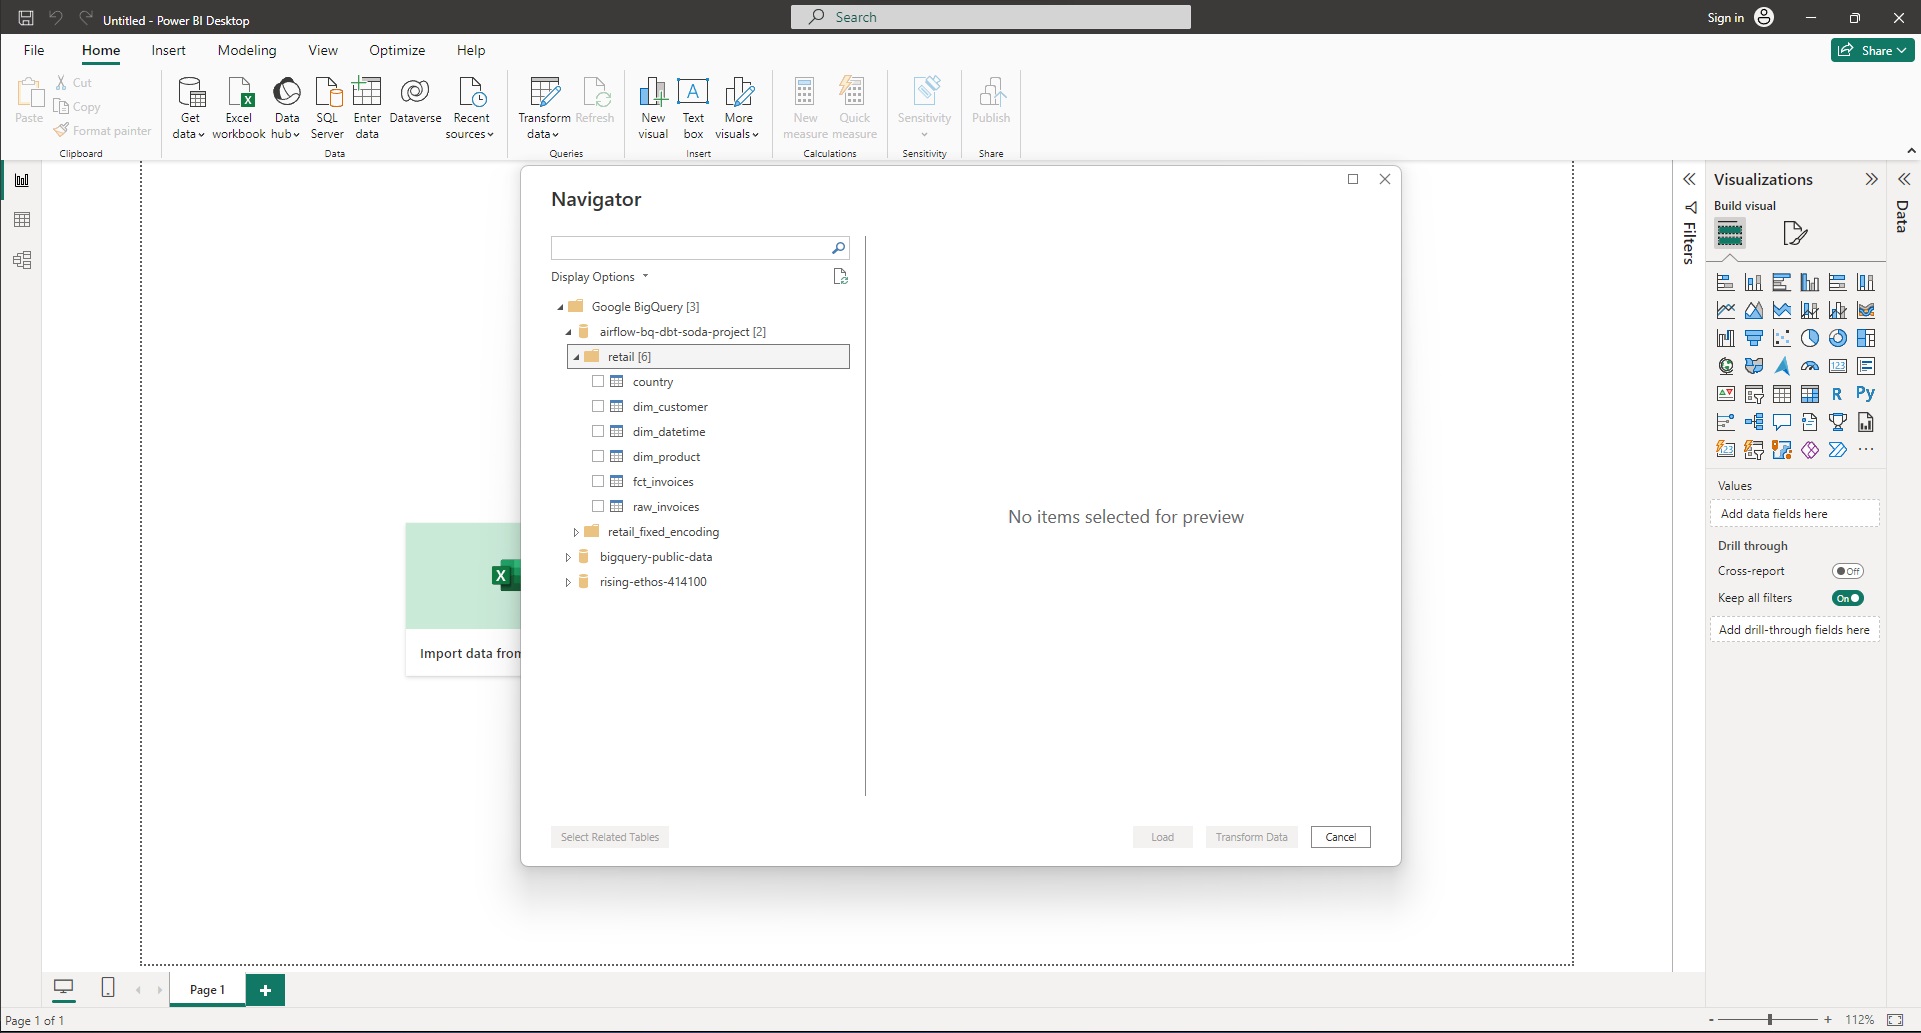 Untitled - Power BI Desktop
Search
Sign in
File Home Insert Modeling View Optimize Help
Share
Paste
Cut
Copy
Format painter
Clipboard
Get data
Excel workbook
Data hub
SQL Server
Enter data
Dataverse
Recent sources
Data
Transform data
Refresh
Queries
New visual
Text box
More visuals
Insert
New measure
Quick measure
Calculations
Sensitivity
Sensitivity
Publish
Share
Navigator
Display Options
Google BigQuery [3]
airflow-bq-dbt-soda-project [2]
retail [6]
country
dim_customer
dim_datetime
dim_product
fct_invoices
raw_invoices
retail_fixed_encoding
bigquery-public-data
rising-ethos-414100
No items selected for preview
Select Related Tables
Load
Transform Data
Cancel
Import data from
Filters
Visualizations
Build visual
123
R
Py
123
Values
Add data fields here
Drill through
Cross-report
Off
Keep all filters
On
Add drill-through fields here
Data
Page 1
Page 1 of 1
- + 112%